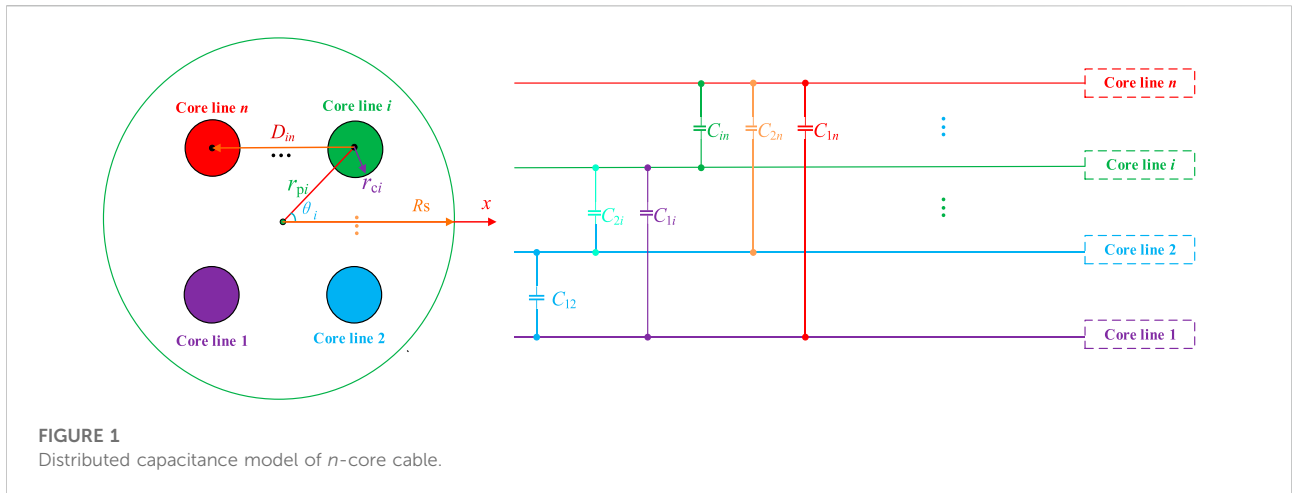 Core line n
Core line i
D_in
...
r_pi
r_ci
θ_i
Rs
x
Core line 1
Core line 2
C_in
C_2n
C_1n
C_2i
C_1i
C_12
Core line n
Core line i
Core line 2
Core line 1
FIGURE 1
Distributed capacitance model of n-core cable.